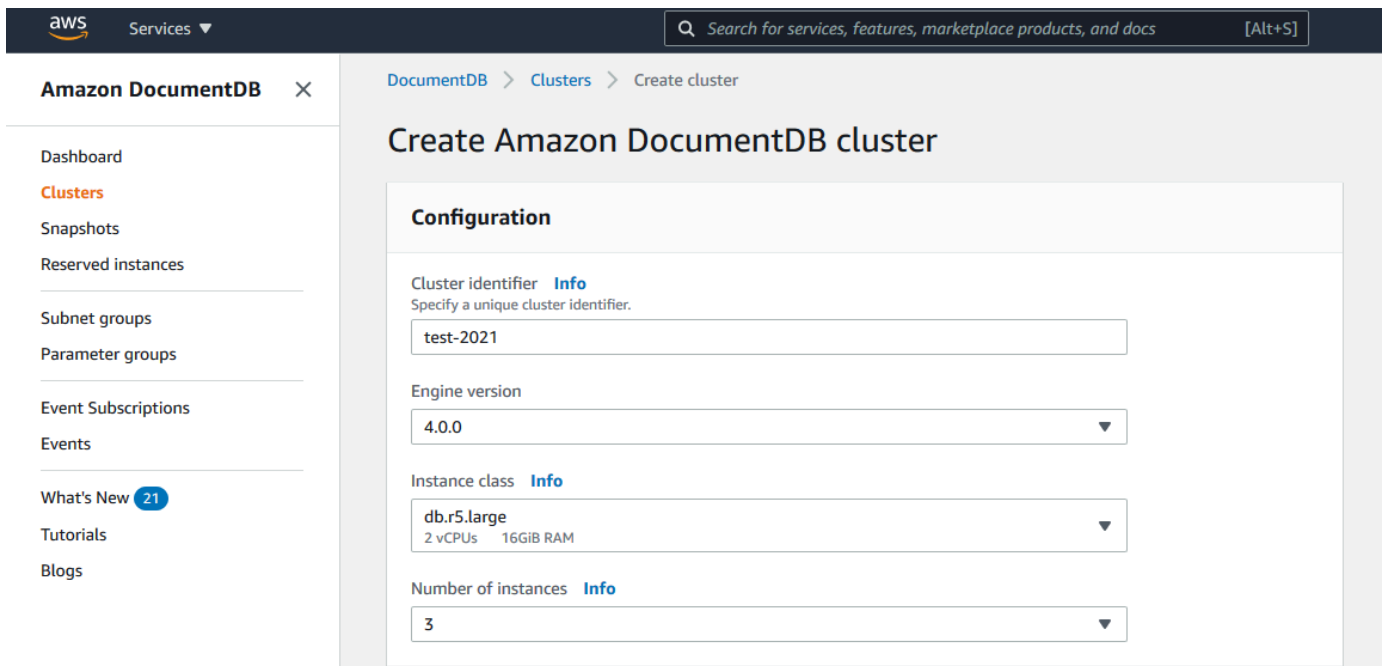 aws
Services ▼
Search for services, features, marketplace products, and docs [Alt+S]
Amazon DocumentDB
Dashboard
Clusters
Snapshots
Reserved instances
Subnet groups
Parameter groups
Event Subscriptions
Events
What's New 21
Tutorials
Blogs
DocumentDB > Clusters > Create cluster
Create Amazon DocumentDB cluster
Configuration
Cluster identifier Info
Specify a unique cluster identifier.
test-2021
Engine version
4.0.0
Instance class Info
db.r5.large
2 vCPUs 16GiB RAM
Number of instances Info
3